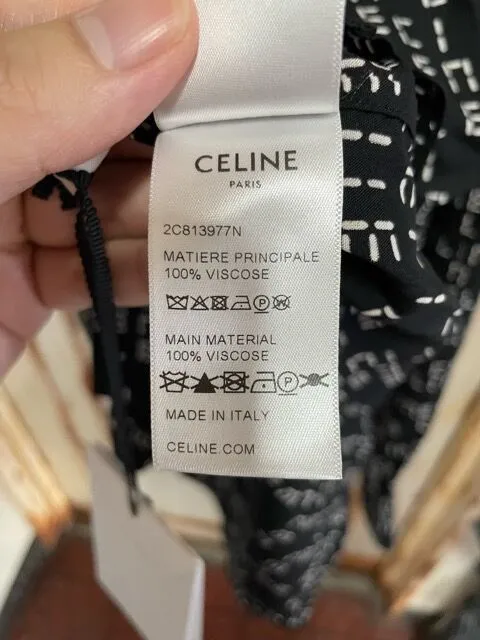 CELINE
PARIS
2C813977N
MATIERE PRINCIPALE
100% VISCOSE
MAIN MATERIAL
100% VISCOSE
MADE IN ITALY
CELINE.COM